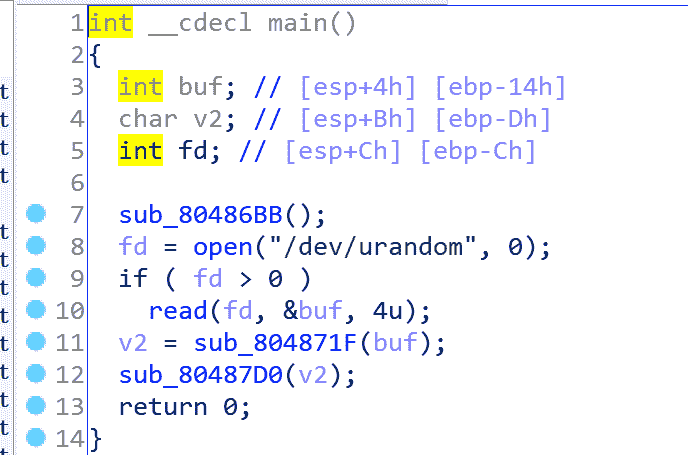 1 int __cdecl main()
2 {
3 int buf; // [esp+4h] [ebp-14h]
4 char v2; // [esp+Bh] [ebp-Dh]
5 int fd; // [esp+Ch] [ebp-Ch]
6
t 7 sub_80486BB();
t 8 fd = open("/dev/urandom", 0);
t 9 if ( fd > 0 )
t 10 read(fd, &buf, 4u);
t 11 v2 = sub_804871F(buf);
t 12 sub_80487D0(v2);
t 13 return 0;
t 14 }